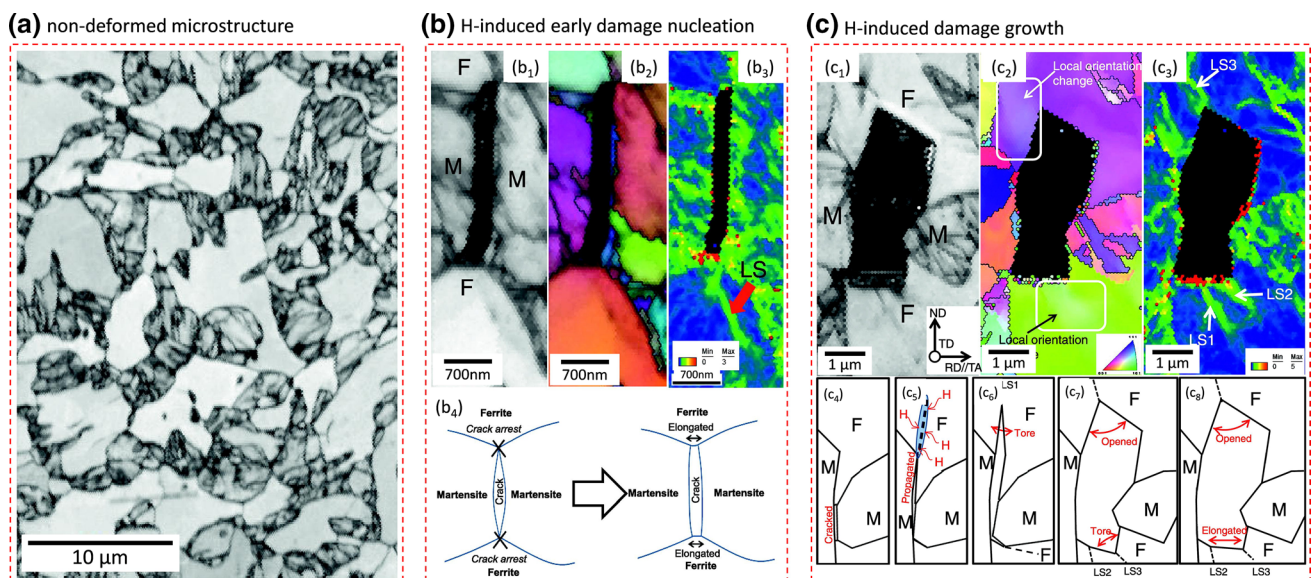 (a) non-deformed microstructure
10 μm
(b) H-induced early damage nucleation
(b1)
(b2)
(b3)
F
M
M
F
LS
Min Max
0 3
700nm
700nm
700nm
(b4)
Ferrite
Crack arrest
Martensite
Crack
Martensite
Crack arrest
Ferrite
Ferrite
Elongated
Martensite
Crack
Martensite
Elongated
Ferrite
(c) H-induced damage growth
(c1)
(c2)
(c3)
F
M
M
F
ND
TD
RD//TA
1 μm
Local orientation
change
Local orientation
1 μm
001
101
111
LS3
LS2
LS1
Min Max
0 5
1 μm
(c4)
F
M
M
Cracked
(c5)
H
H
F
H
H
Propagated
M
M
(c6)
LS1
F
Tore
M
M
F
(c7)
F
Opened
M
M
Tore
LS2
LS3
(c8)
F
Opened
M
M
Elongated
LS2
LS3